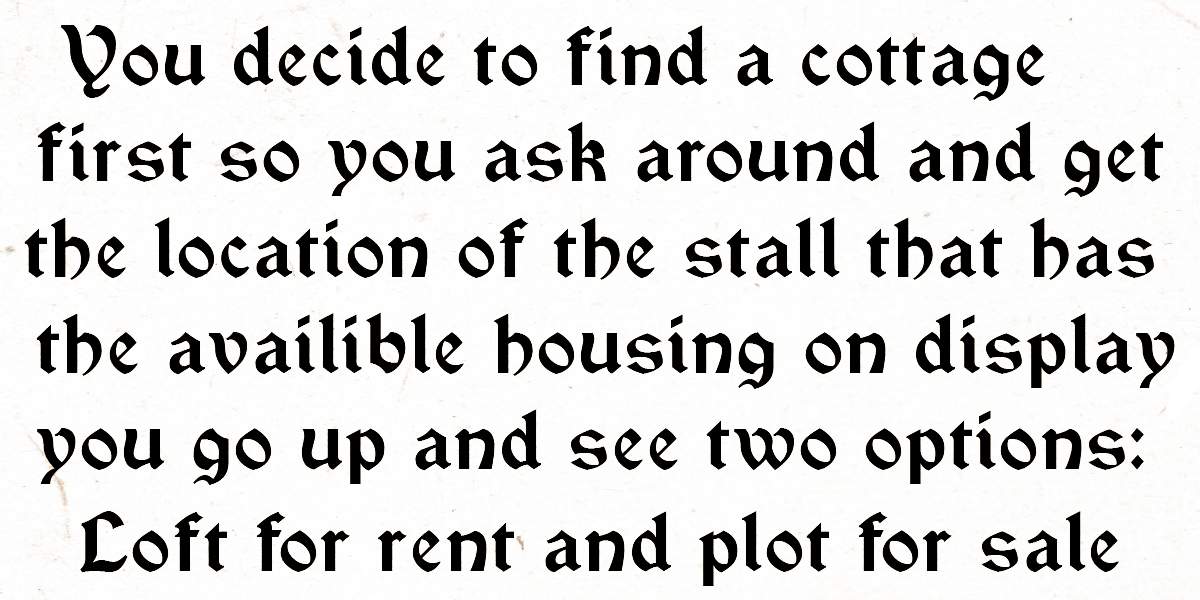 You decide to find a cottage
first so you ask around and get
the location of the stall that has
the availible housing on display
you go up and see two options:
Loft for rent and plot for sale